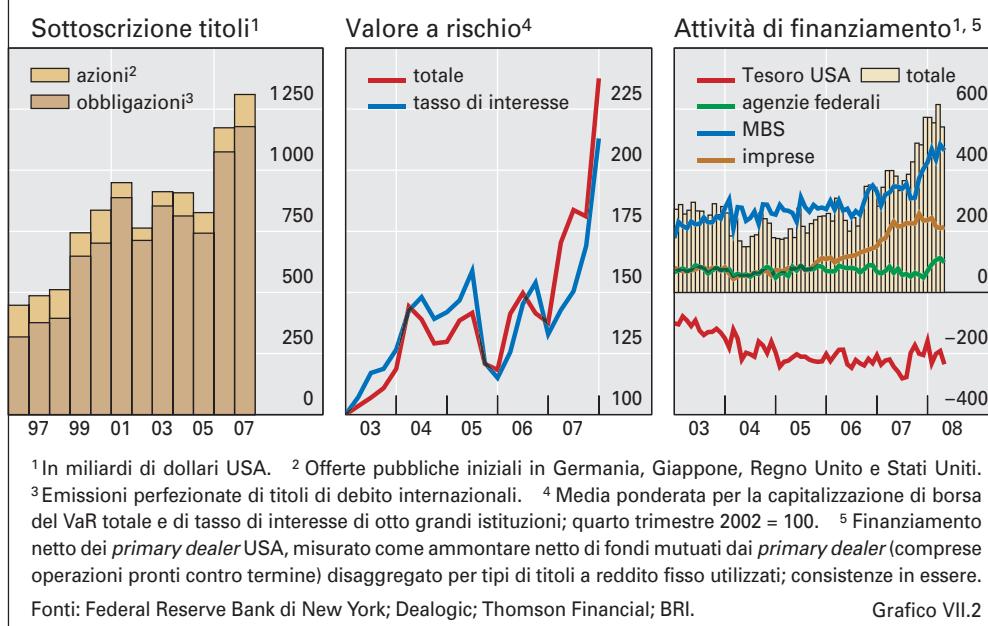 Sottoscrizione titoli¹
azioni²
obbligazioni³
1 250
1 000
750
500
250
0
97 99 01 03 05 07
Valore a rischio⁴
totale
tasso di interesse
225
200
175
150
125
100
03 04 05 06 07
Attività di finanziamento¹, ⁵
Tesoro USA totale
agenzie federali
MBS
imprese
600
400
200
0
–200
–400
03 04 05 06 07 08
¹ In miliardi di dollari USA. ² Offerte pubbliche iniziali in Germania, Giappone, Regno Unito e Stati Uniti.
³ Emissioni perfezionate di titoli di debito internazionali. ⁴ Media ponderata per la capitalizzazione di borsa
del VaR totale e di tasso di interesse di otto grandi istituzioni; quarto trimestre 2002 = 100. ⁵ Finanziamento
netto dei primary dealer USA, misurato come ammontare netto di fondi mutuati dai primary dealer (comprese
operazioni pronti contro termine) disaggregato per tipi di titoli a reddito fisso utilizzati; consistenze in essere.
Fonti: Federal Reserve Bank di New York; Dealogic; Thomson Financial; BRI. Grafico VII.2